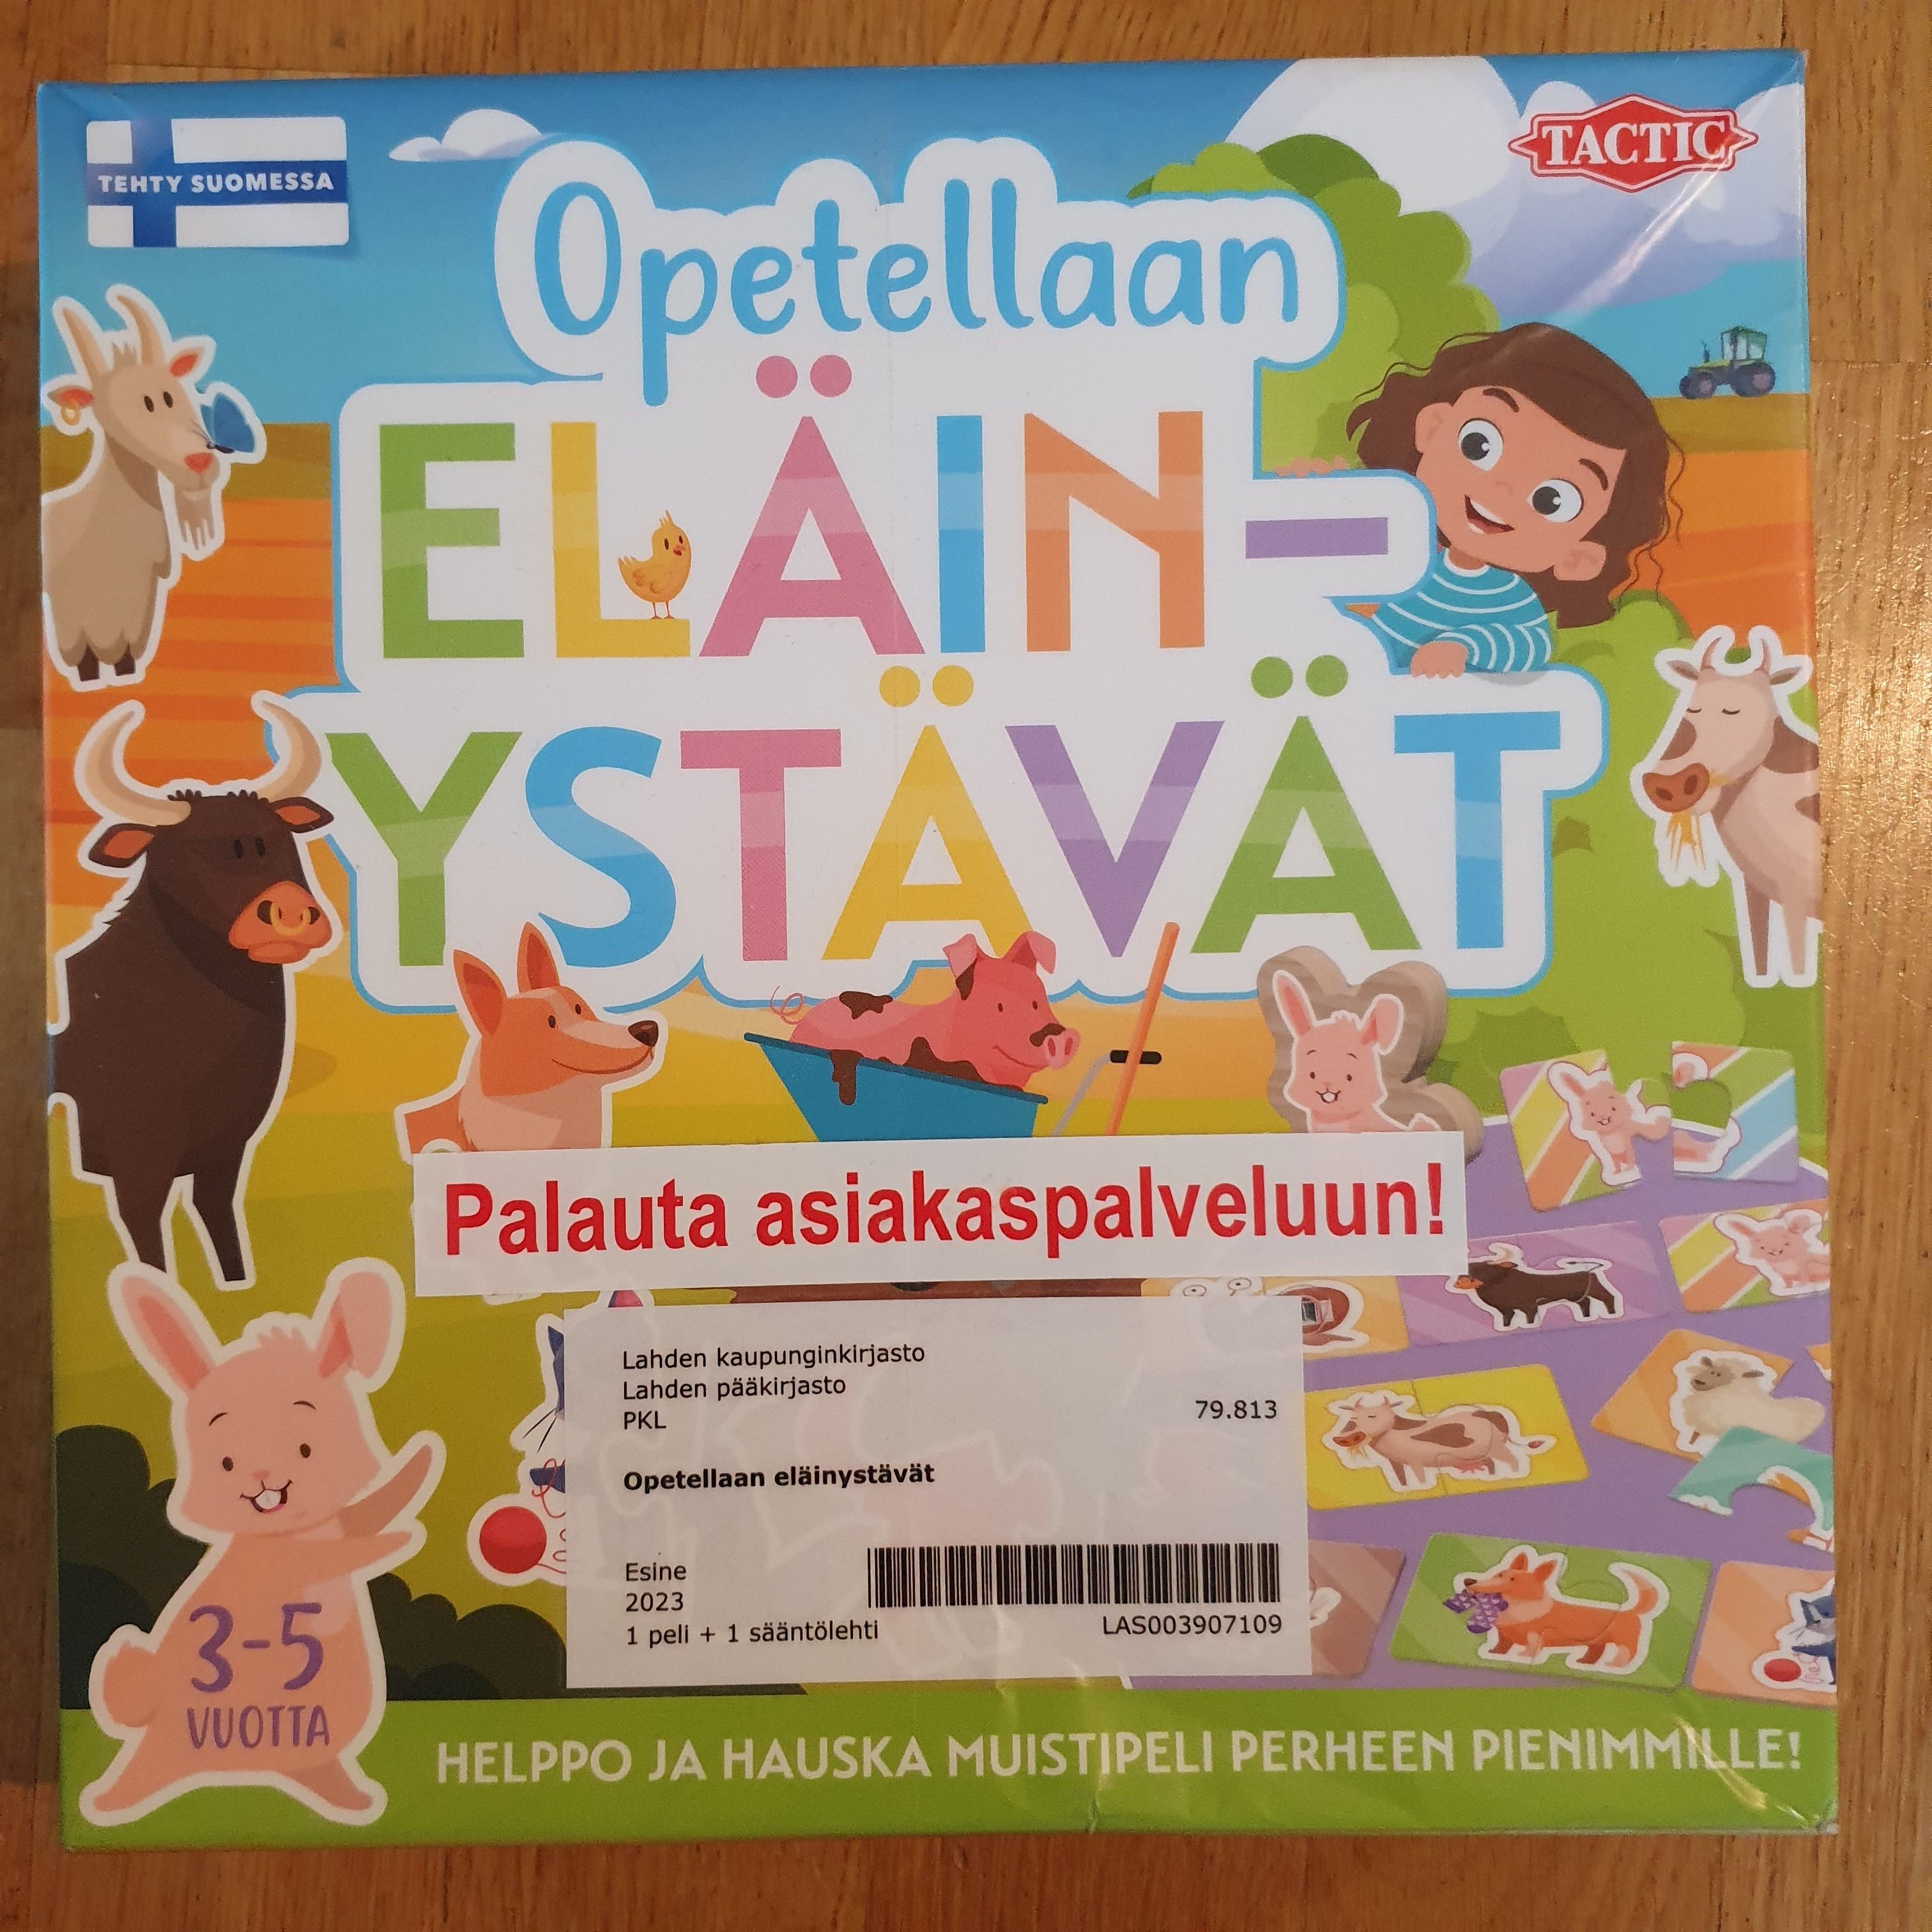 TEHTY SUOMESSA
TACTIC
Opetellaan
ELÄIN-
YSTÄVÄT
Palauta asiakaspalveluun!
Lahden kaupunginkirjasto
Lahden pääkirjasto
PKL
79.813
Opetellaan eläinystävät
Esine
2023
1 peli + 1 sääntölehti
LAS003907109
3-5
VUOTTA
HELPPO JA HAUSKA MUISTIPELI PERHEEN PIENIMMILLE!